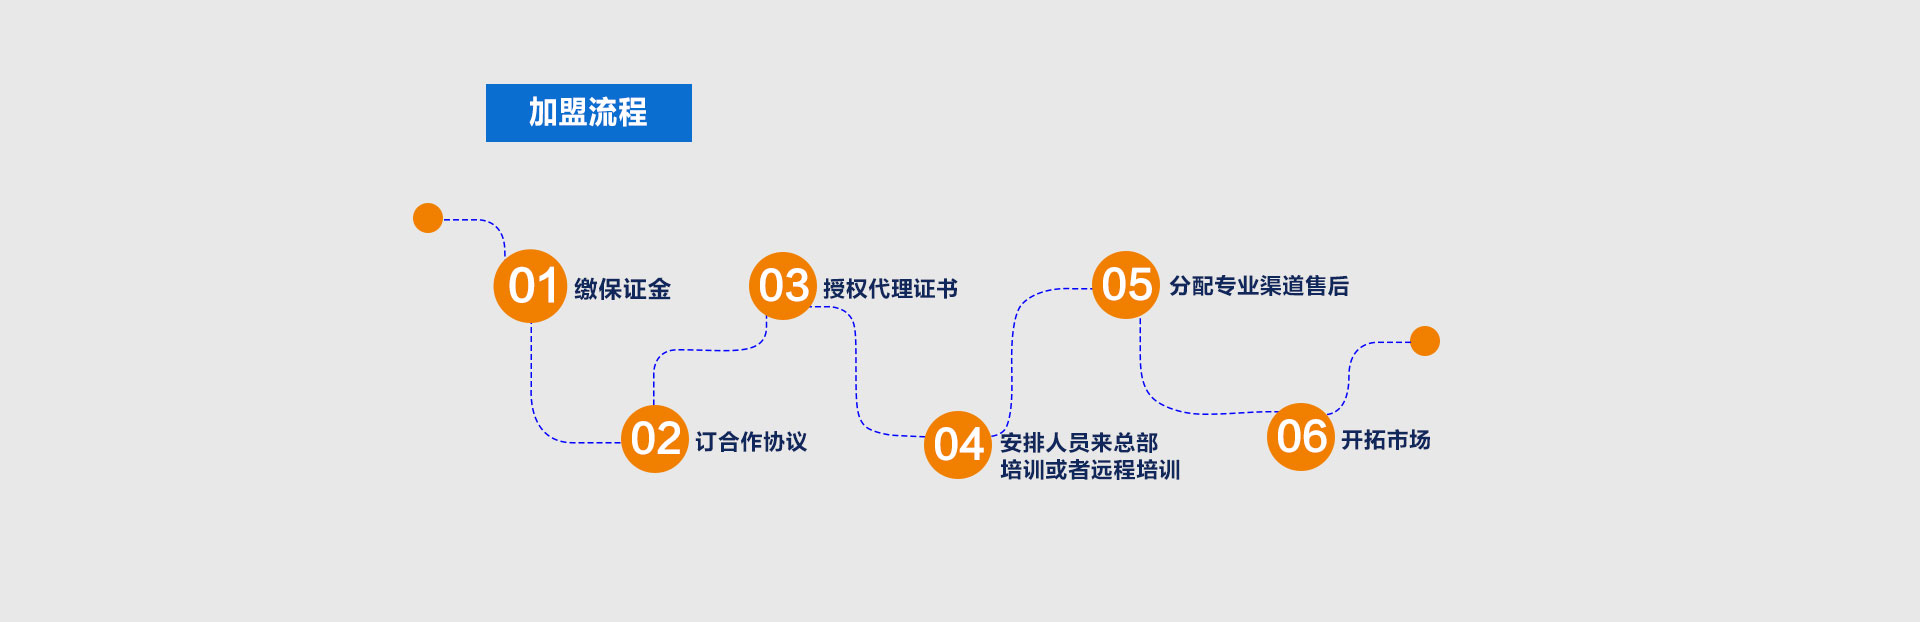 加盟流程
01 缴保证金
02 订合作协议
03 授权代理证书
04 安排人员来总部
培训或者远程培训
05 分配专业渠道售后
06 开拓市场